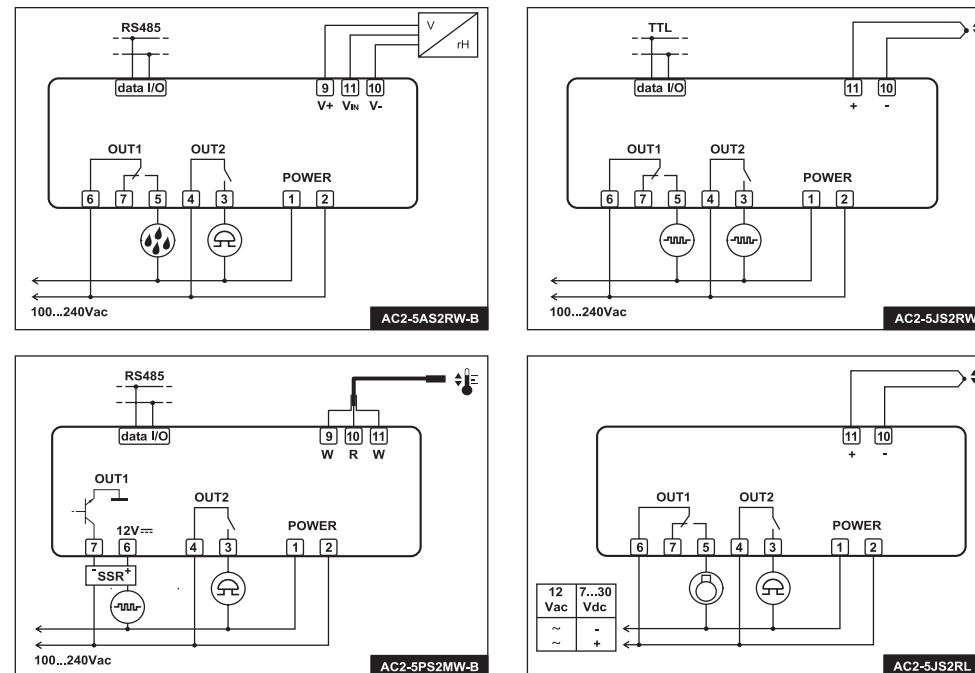 RS485
V
rH
data I/O
9 11 10
V+ VIN V-
OUT1 OUT2
POWER
6 7 5 4 3 1 2
100...240Vac
AC2-5AS2RW-B
TTL
data I/O
11 10
+ -
OUT1 OUT2
POWER
6 7 5 4 3 1 2
100...240Vac
AC2-5JS2RW
RS485
data I/O
9 10 11
W R W
OUT1
OUT2
12V
POWER
7 6 4 3 1 2
- SSR +
100...240Vac
AC2-5PS2MW-B
11 10
+ -
OUT1 OUT2
POWER
6 7 5 4 3 1 2
12 7...30
Vac Vdc
~ -
~ +
AC2-5JS2RL